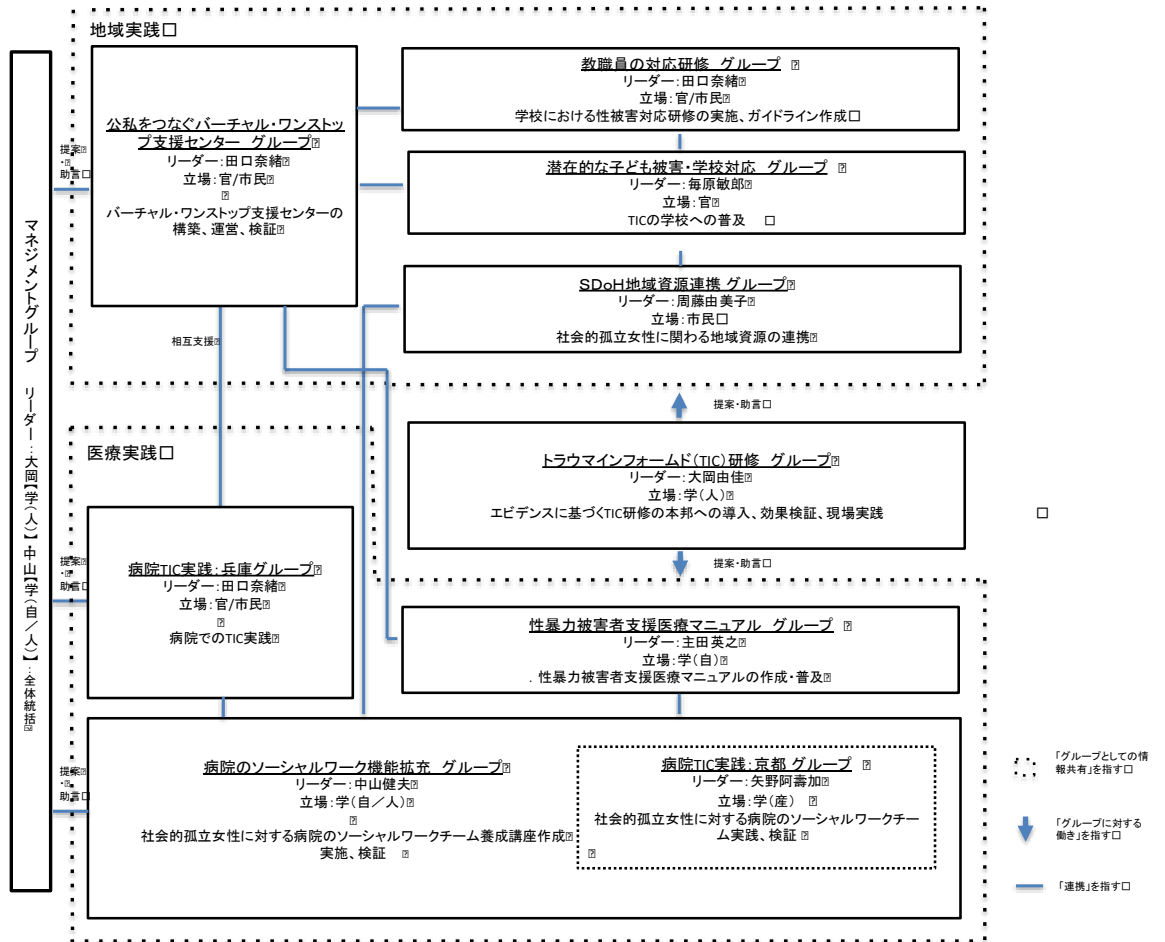 地域実践
マネジメントグループ　リーダー：大岡【学（人）】・中山【学（自／人）】：全体統括
提案
・
助言
公私をつなぐバーチャル・ワンストッ
プ支援センター グループ
リーダー：田口奈緒
立場：官/市民
バーチャル・ワンストップ支援センターの
構築、運営、検証
教職員の対応研修 グループ
リーダー：田口奈緒
立場：官/市民
学校における性被害対応研修の実施、ガイドライン作成
潜在的な子ども被害・学校対応 グループ
リーダー：毎原敏郎
立場：官
TICの学校への普及
SDoH地域資源連携 グループ
リーダー：周藤由美子
立場：市民
社会的孤立女性に関わる地域資源の連携
相互支援
提案・助言
トラウマインフォームド（TIC）研修 グループ
リーダー：大岡由佳
立場：学（人）
エビデンスに基づくTIC研修の本邦への導入、効果検証、現場実践
提案・助言
医療実践
提案
・
助言
病院TIC実践：兵庫グループ
リーダー：田口奈緒
立場：官/市民
病院でのTIC実践
性暴力被害者支援医療マニュアル グループ
リーダー：主田英之
立場：学（自）
．性暴力被害者支援医療マニュアルの作成・普及
提案
・
助言
病院のソーシャルワーク機能拡充 グループ
リーダー：中山健夫
立場：学（自／人）
社会的孤立女性に対する病院のソーシャルワークチーム養成講座作成
実施、検証
病院TIC実践：京都 グループ
リーダー：矢野阿壽加
立場：学（産）
社会的孤立女性に対する病院のソーシャルワークチー
ム実践、検証
「グループとしての情
報共有」を指す
「グループに対する
働き」を指す
「連携」を指す